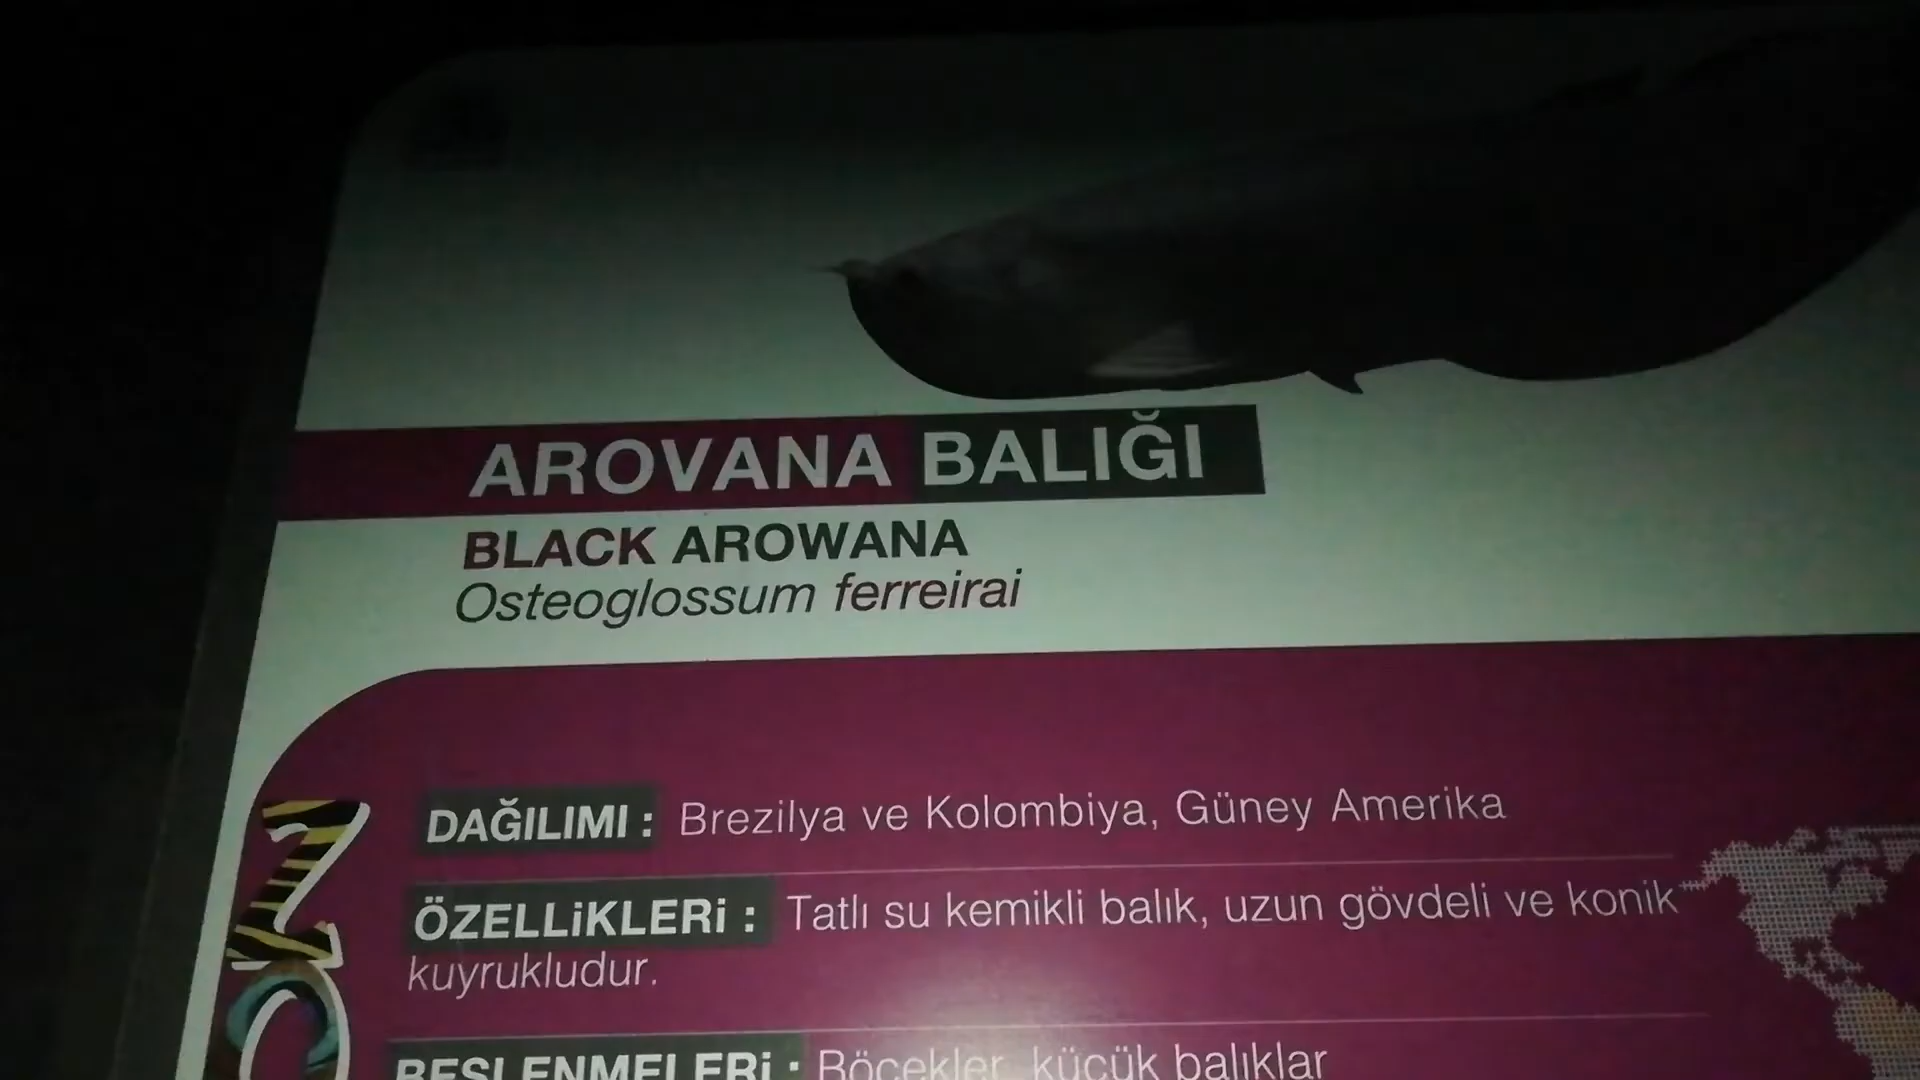 AROVANA BALIĞI
BLACK AROWANA
Osteoglossum ferreirai
DAĞILIMI : Brezilya ve Kolombiya, Güney Amerika
ÖZELLiKLERi : Tatlı su kemikli balık, uzun gövdeli ve konik
kuyrukludur.
BESLENMELERi : Böcekler, küçük balıklar